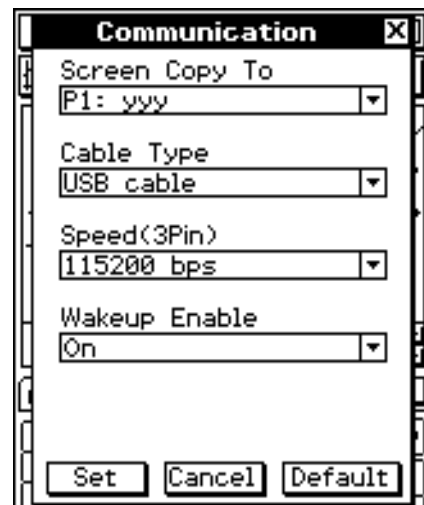 Communication X
Screen Copy To
P1: yyy
Cable Type
USB cable
Speed(3Pin)
115200 bps
Wakeup Enable
On
Set Cancel Default